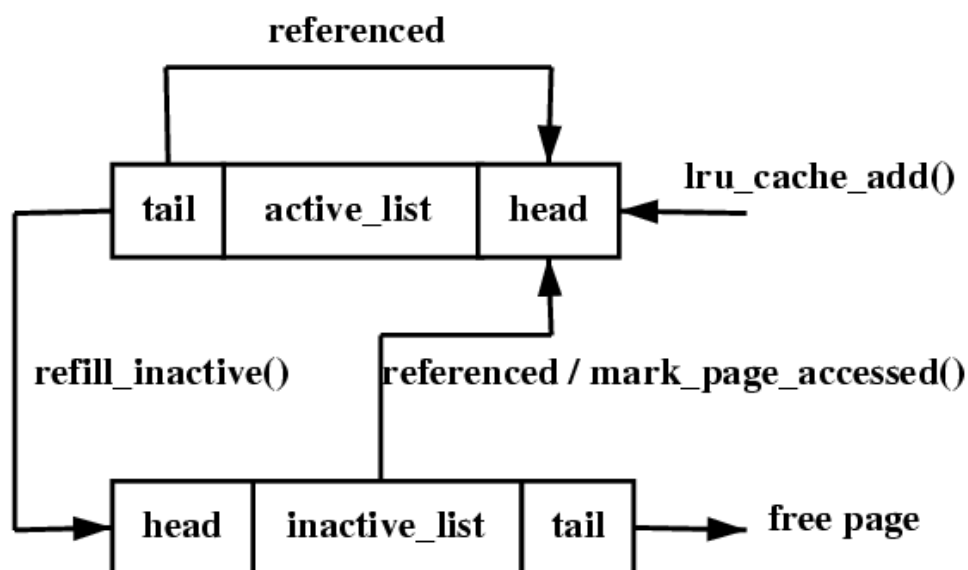 referenced
lru_cache_add()
tail active_list head
refill_inactive() referenced / mark_page_accessed()
head inactive_list tail free page